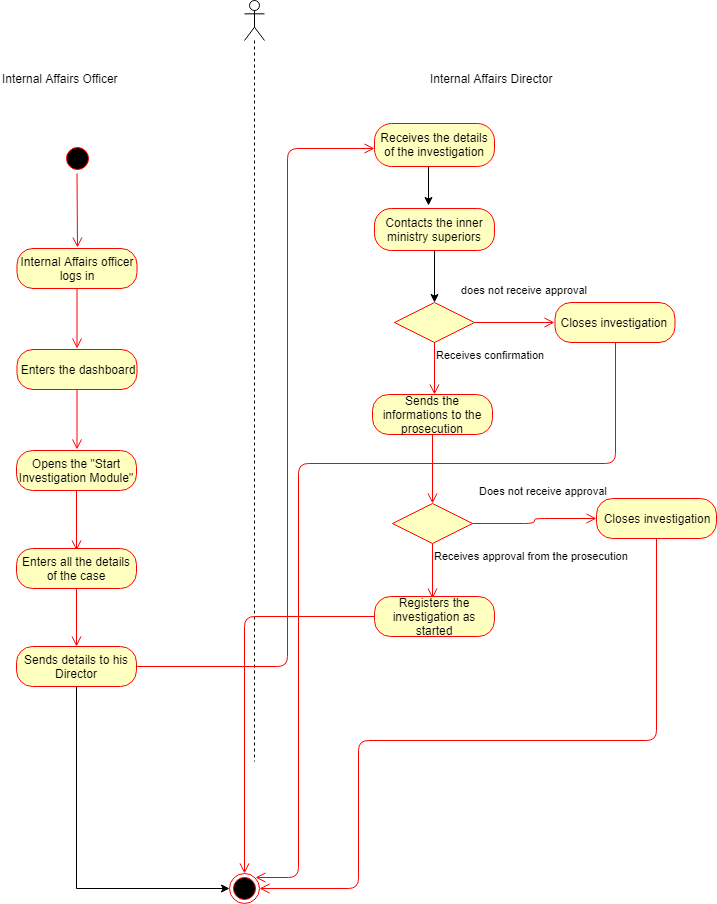 Internal Affairs Officer
Internal Affairs Director
Internal Affairs officer
logs in
Enters the dashboard
Opens the "Start
Investigation Module"
Enters all the details
of the case
Sends details to his
Director
Receives the details
of the investigation
Contacts the inner
ministry superiors
does not receive approval
Closes investigation
Receives confirmation
Sends the
informations to the
prosecution
Does not receive approval
Closes investigation
Receives approval from the prosecution
Registers the
investigation as
started